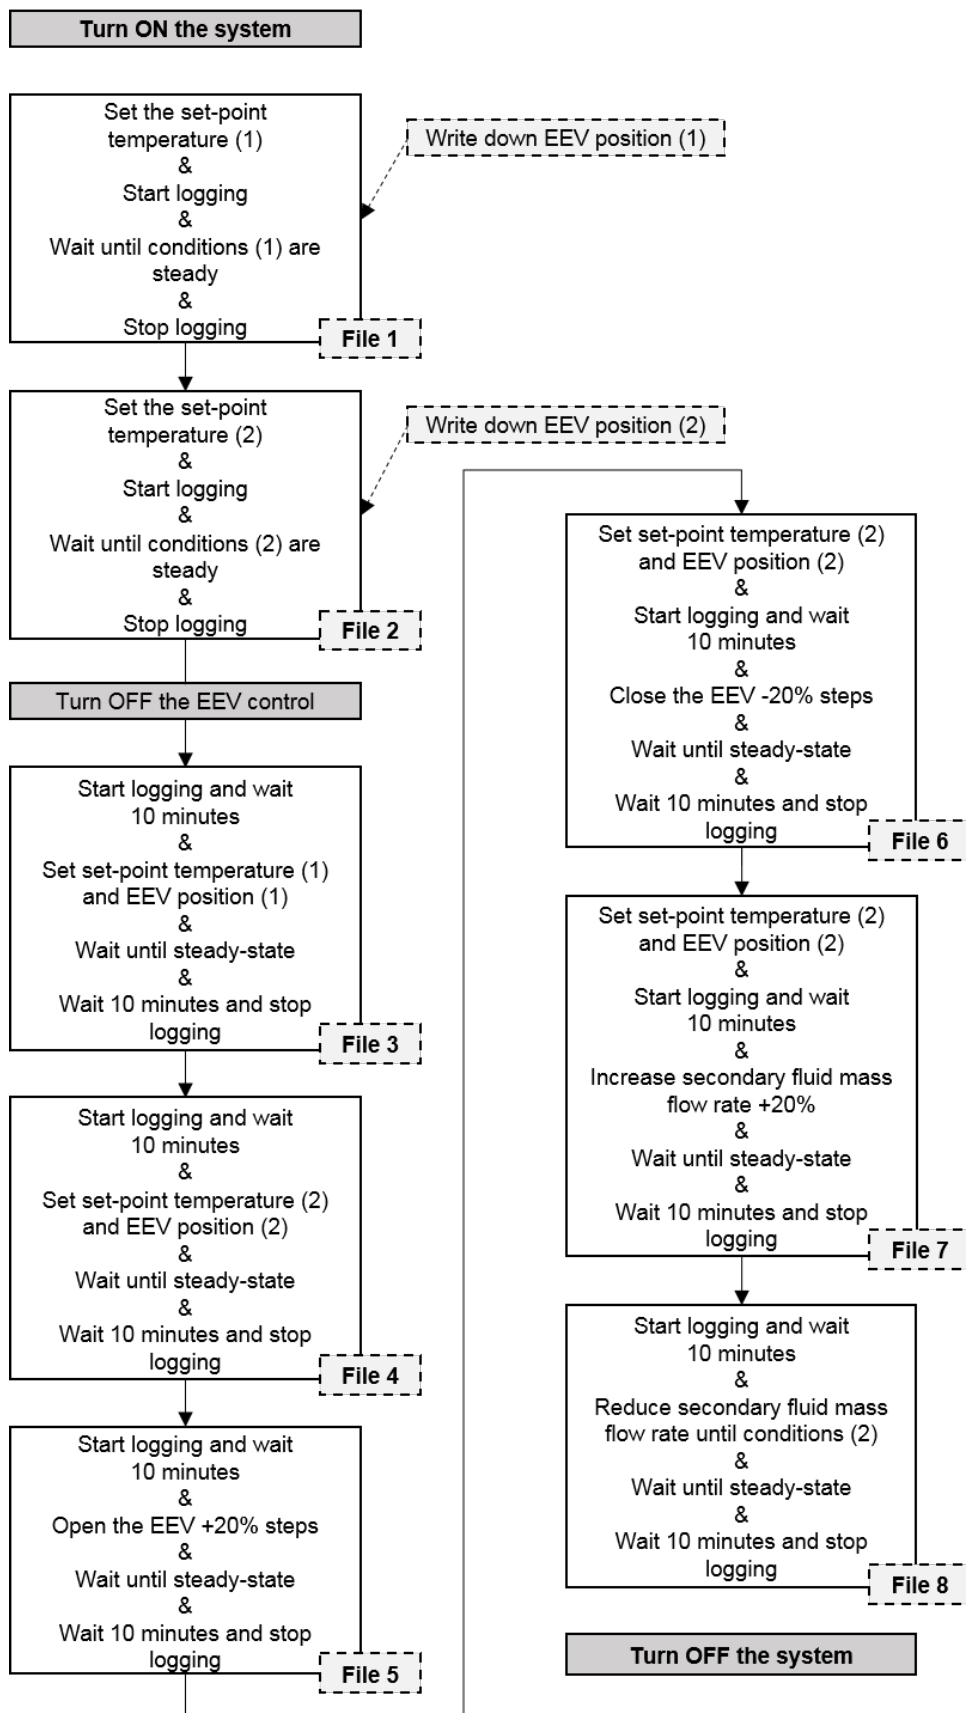 Turn ON the system
Set the set-point
temperature (1)
&
Start logging
&
Wait until conditions (1) are
steady
&
Stop logging
File 1
Write down EEV position (1)
Set the set-point
temperature (2)
&
Start logging
&
Wait until conditions (2) are
steady
&
Stop logging
File 2
Write down EEV position (2)
Turn OFF the EEV control
Start logging and wait
10 minutes
&
Set set-point temperature (1)
and EEV position (1)
&
Wait until steady-state
&
Wait 10 minutes and stop
logging
File 3
Start logging and wait
10 minutes
&
Set set-point temperature (2)
and EEV position (2)
&
Wait until steady-state
&
Wait 10 minutes and stop
logging
File 4
Start logging and wait
10 minutes
&
Open the EEV +20% steps
&
Wait until steady-state
&
Wait 10 minutes and stop
logging
File 5
Set set-point temperature (2)
and EEV position (2)
&
Start logging and wait
10 minutes
&
Close the EEV -20% steps
&
Wait until steady-state
&
Wait 10 minutes and stop
logging
File 6
Set set-point temperature (2)
and EEV position (2)
&
Start logging and wait
10 minutes
&
Increase secondary fluid mass
flow rate +20%
&
Wait until steady-state
&
Wait 10 minutes and stop
logging
File 7
Start logging and wait
10 minutes
&
Reduce secondary fluid mass
flow rate until conditions (2)
&
Wait until steady-state
&
Wait 10 minutes and stop
logging
File 8
Turn OFF the system